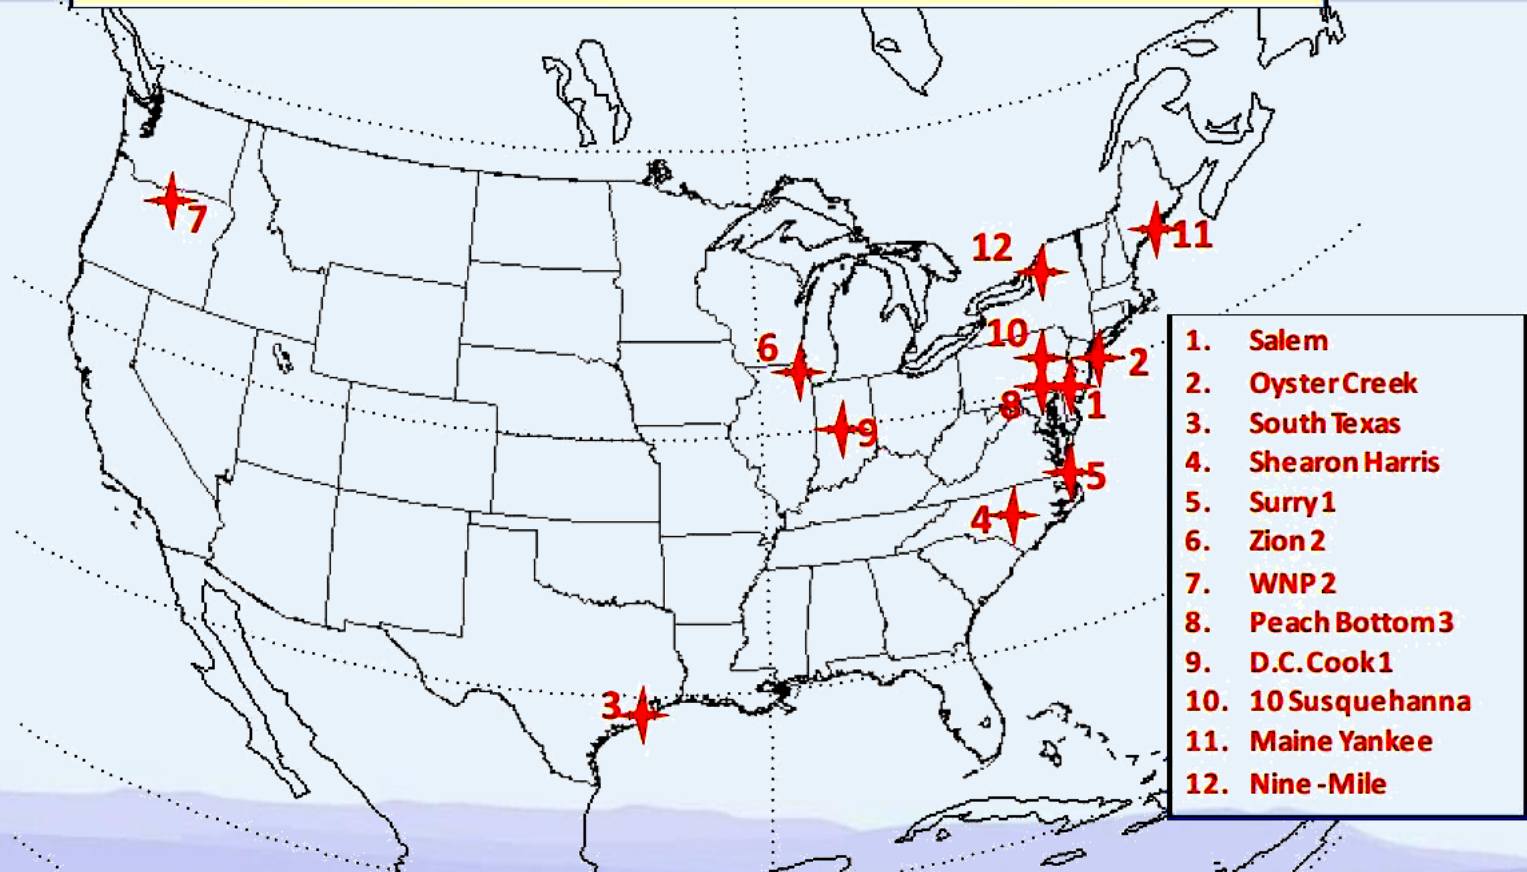 12
11
7
10
6
2
8
1
9
5
4
3
1. Salem
2. Oyster Creek
3. South Texas
4. Shearon Harris
5. Surry 1
6. Zion 2
7. WNP 2
8. Peach Bottom 3
9. D.C. Cook 1
10. 10 Susquehanna
11. Maine Yankee
12. Nine -Mile